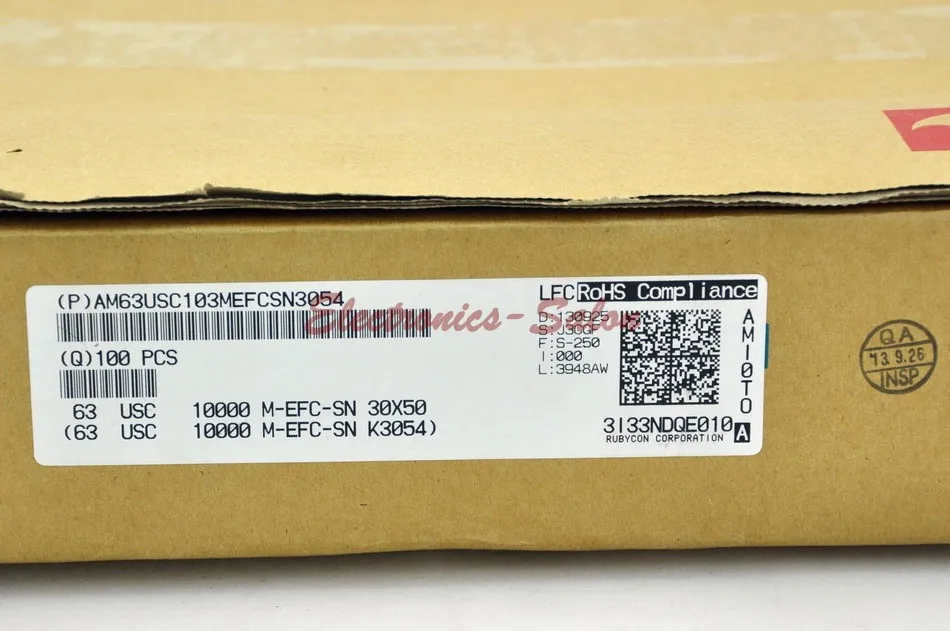 (P)AM63USC103MEFCSN3054
LFC RoHS Compliance
Electronics-Salon
D:130925
S:J3CGF
F:S-250
I:000
L:3948AW
AMI0TO
(Q)100 PCS
63 USC 10000 M-EFC-SN 30X50
(63 USC 10000 M-EFC-SN K3054)
3I33NDQE010 A
RUBYCON CORPORATION
QA
'13.9.26
INSP